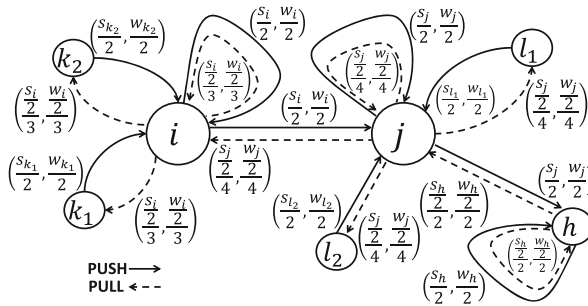 (s_{k_2}/2, w_{k_2}/2)
(s_i/2, w_i/2)
(s_j/2, w_j/2)
l_1
k_2
((s_i/2)/3, (w_i/2)/3)
((s_j/2)/4, (w_j/2)/4)
(s_{l_1}/2, w_{l_1}/2)
((s_j/2)/4, (w_j/2)/4)
((s_i/2)/3, (w_i/2)/3)
i
(s_i/2, w_i/2)
j
(s_{k_1}/2, w_{k_1}/2)
((s_j/2)/4, (w_j/2)/4)
(s_j/2, w_j/2)
k_1
((s_i/2)/3, (w_i/2)/3)
(s_{l_2}/2, w_{l_2}/2)
((s_h/2)/2, (w_h/2)/2)
h
l_2
((s_j/2)/4, (w_j/2)/4)
((s_h/2)/2, (w_h/2)/2)
PUSH
PULL
(s_h/2, w_h/2)